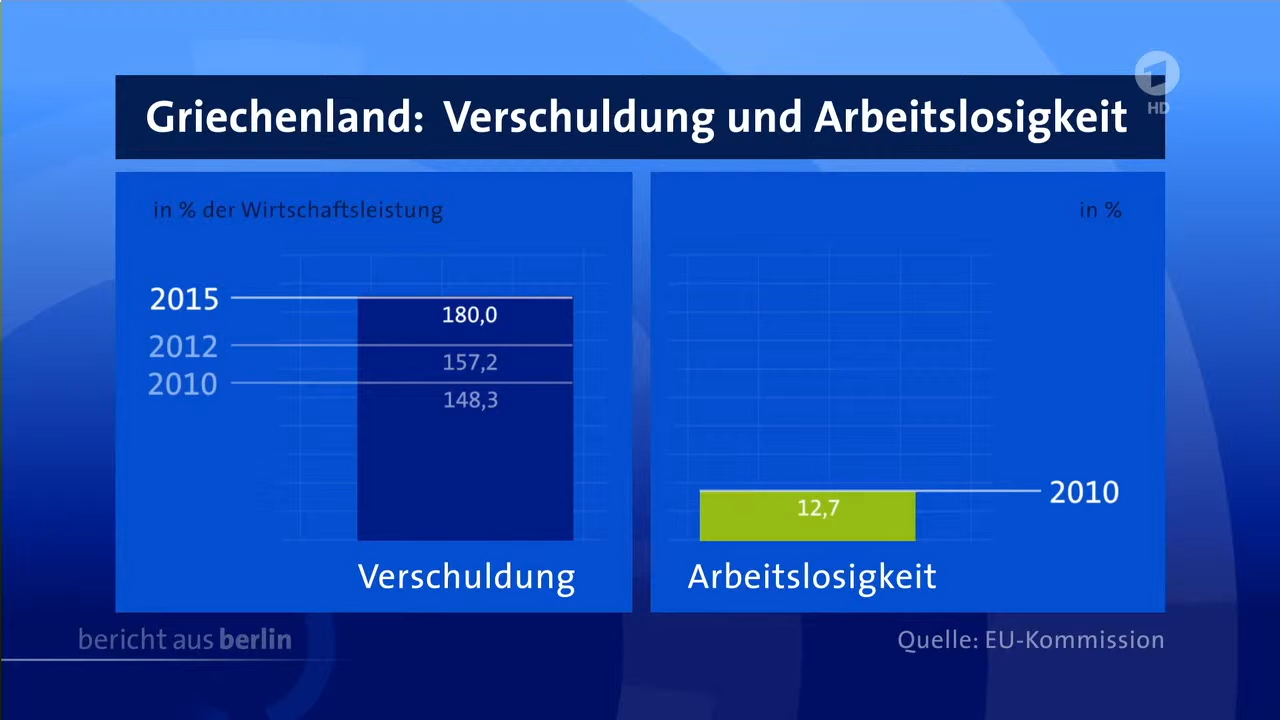 Griechenland: Verschuldung und Arbeitslosigkeit
1
HD
in % der Wirtschaftsleistung
2015
180,0
2012
157,2
2010
148,3
Verschuldung
in %
2010
12,7
Arbeitslosigkeit
bericht aus berlin
Quelle: EU-Kommission